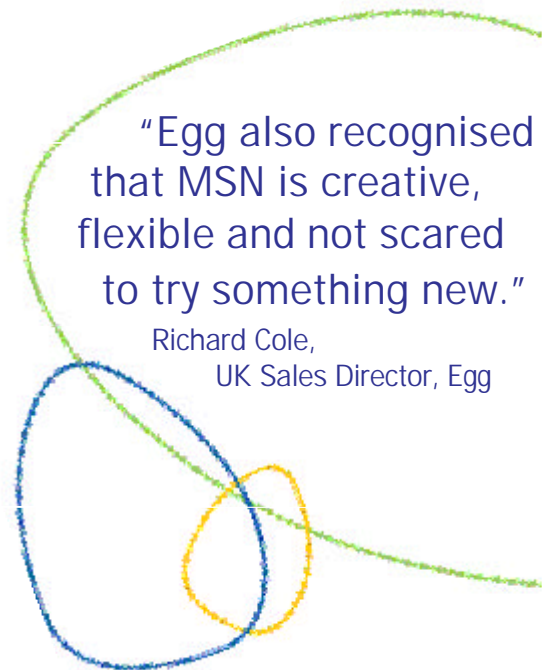 “Egg also recognised
that MSN is creative,
flexible and not scared
to try something new.”
Richard Cole,
UK Sales Director, Egg